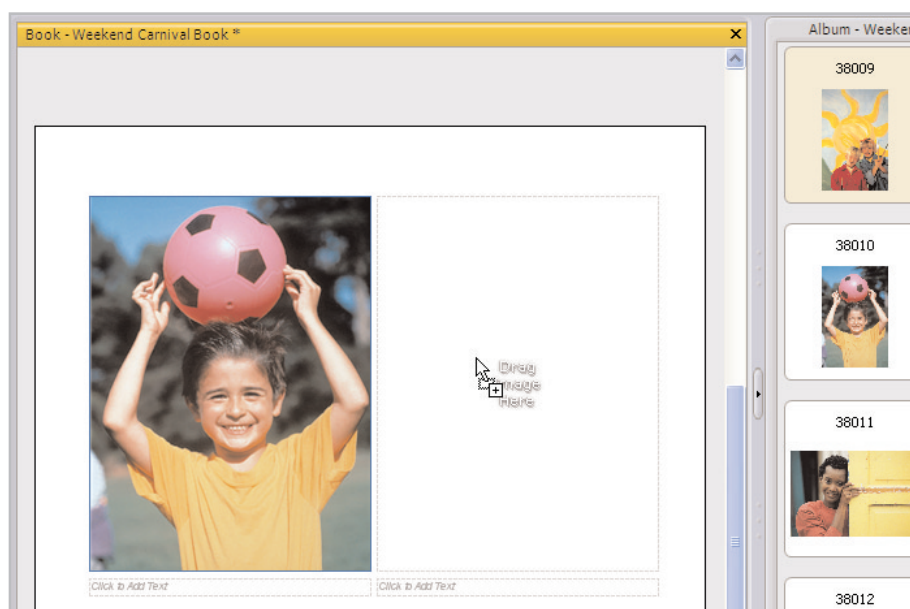 Book - Weekend Carnival Book *
Drag
Image
Here
Click to Add Text
Click to Add Text
Album - Weeken
38009
38010
38011
38012